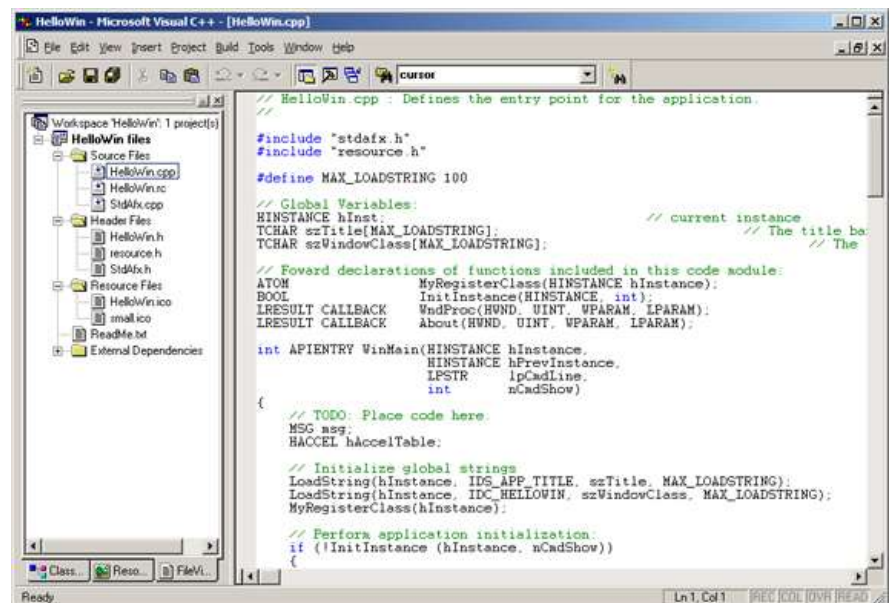 HelloWin - Microsoft Visual C++ - [HelloWin.cpp]
File Edit View Insert Project Build Tools Window Help
cursor
Workspace 'HelloWin': 1 project(s)
HelloWin files
Source Files
HelloWin.cpp
HelloWin.rc
StdAfx.cpp
Header Files
HelloWin.h
resource.h
StdAfx.h
Resource Files
HelloWin.ico
small.ico
ReadMe.txt
External Dependencies
Class... Reso... FileVi...
// HelloWin.cpp : Defines the entry point for the application.
//
#include "stdafx.h"
#include "resource.h"
#define MAX_LOADSTRING 100
// Global Variables:
HINSTANCE hInst; // current instance
TCHAR szTitle[MAX_LOADSTRING]; // The title ba
TCHAR szWindowClass[MAX_LOADSTRING]; // The
// Foward declarations of functions included in this code module:
ATOM MyRegisterClass(HINSTANCE hInstance);
BOOL InitInstance(HINSTANCE, int);
LRESULT CALLBACK WndProc(HWND, UINT, WPARAM, LPARAM);
LRESULT CALLBACK About(HWND, UINT, WPARAM, LPARAM);
int APIENTRY WinMain(HINSTANCE hInstance,
HINSTANCE hPrevInstance,
LPSTR lpCmdLine,
int nCmdShow)
{
// TODO: Place code here.
MSG msg;
HACCEL hAccelTable;
// Initialize global strings
LoadString(hInstance, IDS_APP_TITLE, szTitle, MAX_LOADSTRING);
LoadString(hInstance, IDC_HELLOWIN, szWindowClass, MAX_LOADSTRING);
MyRegisterClass(hInstance);
// Perform application initialization:
if (!InitInstance (hInstance, nCmdShow))
{
Ready
Ln 1, Col 1 REC COL OVR READ